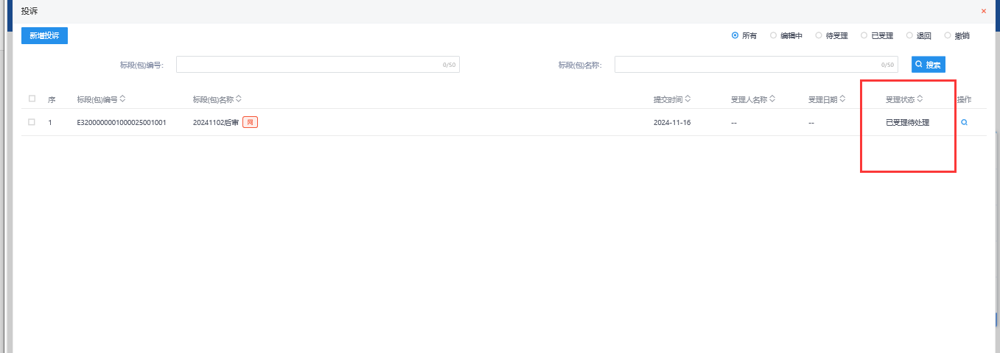 投诉 ×
新增投诉 所有 编辑中 待受理 已受理 退回 撤销
标段(包)编号： 0/50 标段(包)名称： 0/50 搜索
序 标段(包)编号 标段(包)名称 提交时间 受理人名称 受理日期 受理状态 操作
1 E3200000001000025001001 20241102后审 网 2024-11-16 -- -- 已受理待处理